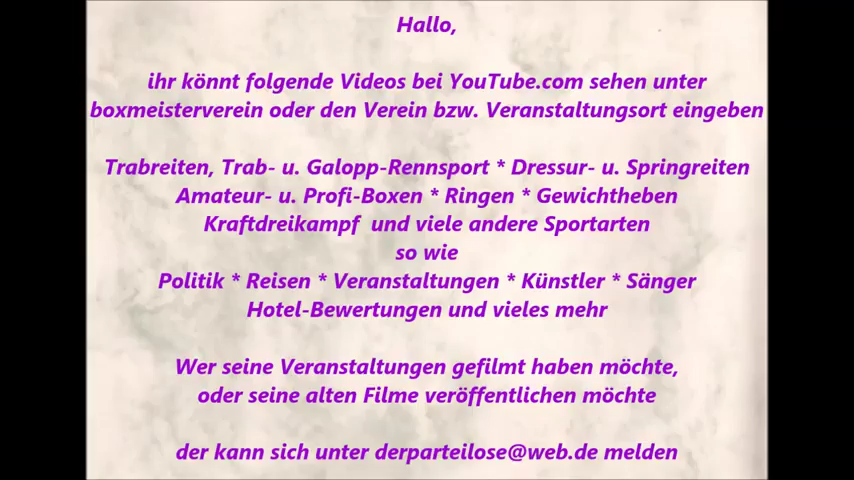 Hallo,
ihr könnt folgende Videos bei YouTube.com sehen unter
boxmeisterverein oder den Verein bzw. Veranstaltungsort eingeben
Trabreiten, Trab- u. Galopp-Rennsport * Dressur- u. Springreiten
Amateur- u. Profi-Boxen * Ringen * Gewichtheben
Kraftdreikampf und viele andere Sportarten
so wie
Politik * Reisen * Veranstaltungen * Künstler * Sänger
Hotel-Bewertungen und vieles mehr
Wer seine Veranstaltungen gefilmt haben möchte,
oder seine alten Filme veröffentlichen möchte
der kann sich unter derparteilose@web.de melden